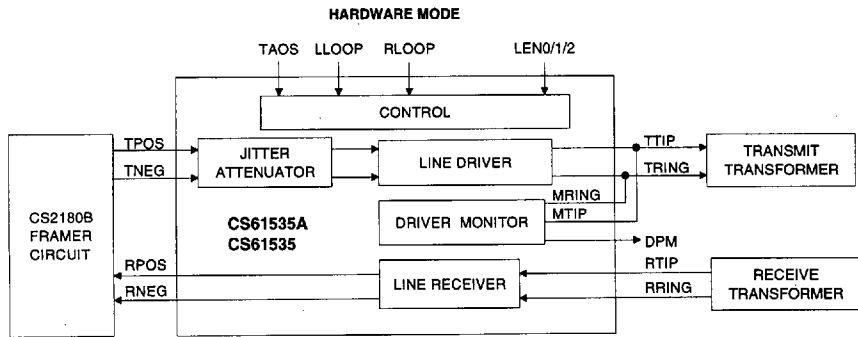 HARDWARE MODE
TAOS LLOOP RLOOP LEN0/1/2
CONTROL
TPOS
TNEG
JITTER
ATTENUATOR
LINE DRIVER
TTIP
TRING
TRANSMIT
TRANSFORMER
CS2180B
FRAMER
CIRCUIT
CS61535A
CS61535
DRIVER MONITOR
MRING
MTIP
DPM
RPOS
RNEG
LINE RECEIVER
RTIP
RRING
RECEIVE
TRANSFORMER